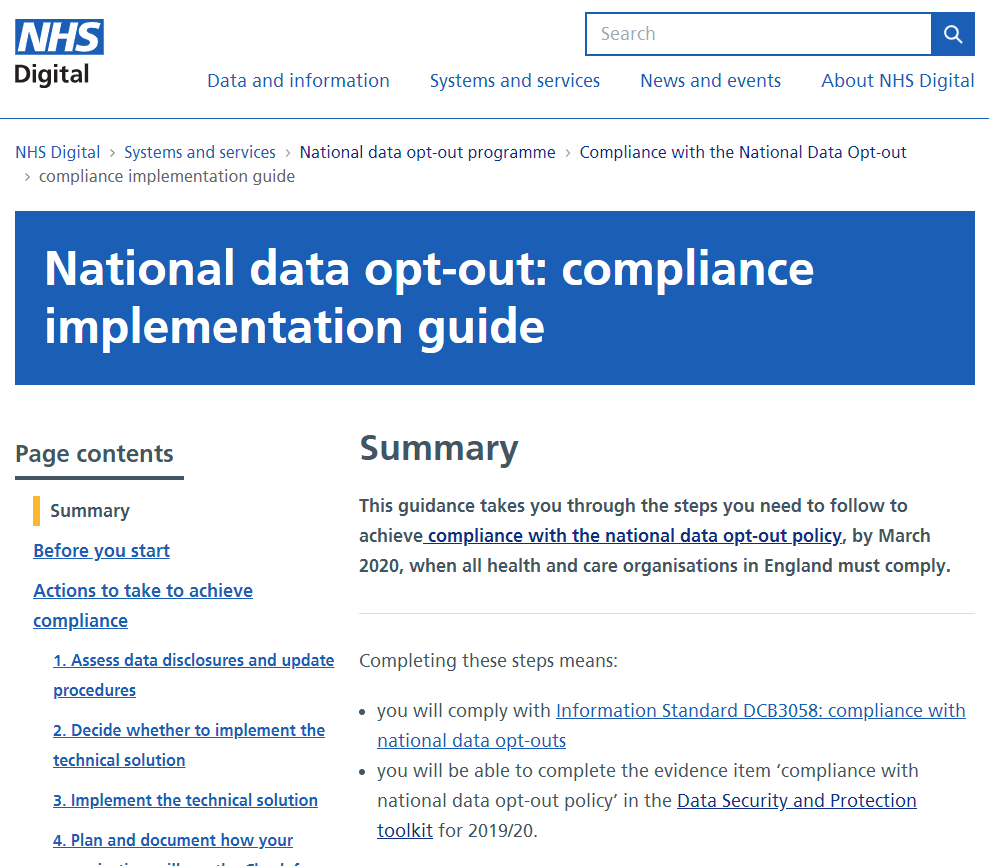 NHS
Digital
Search
Data and information
Systems and services
News and events
About NHS Digital
NHS Digital > Systems and services > National data opt-out programme > Compliance with the National Data Opt-out
> compliance implementation guide
National data opt-out: compliance
implementation guide
Page contents
Summary
Before you start
Actions to take to achieve
compliance
1. Assess data disclosures and update
procedures
2. Decide whether to implement the
technical solution
3. Implement the technical solution
4. Plan and document how your
Summary
This guidance takes you through the steps you need to follow to
achieve compliance with the national data opt-out policy, by March
2020, when all health and care organisations in England must comply.
Completing these steps means:
• you will comply with Information Standard DCB3058: compliance with
national data opt-outs
• you will be able to complete the evidence item ‘compliance with
national data opt-out policy’ in the Data Security and Protection
toolkit for 2019/20.